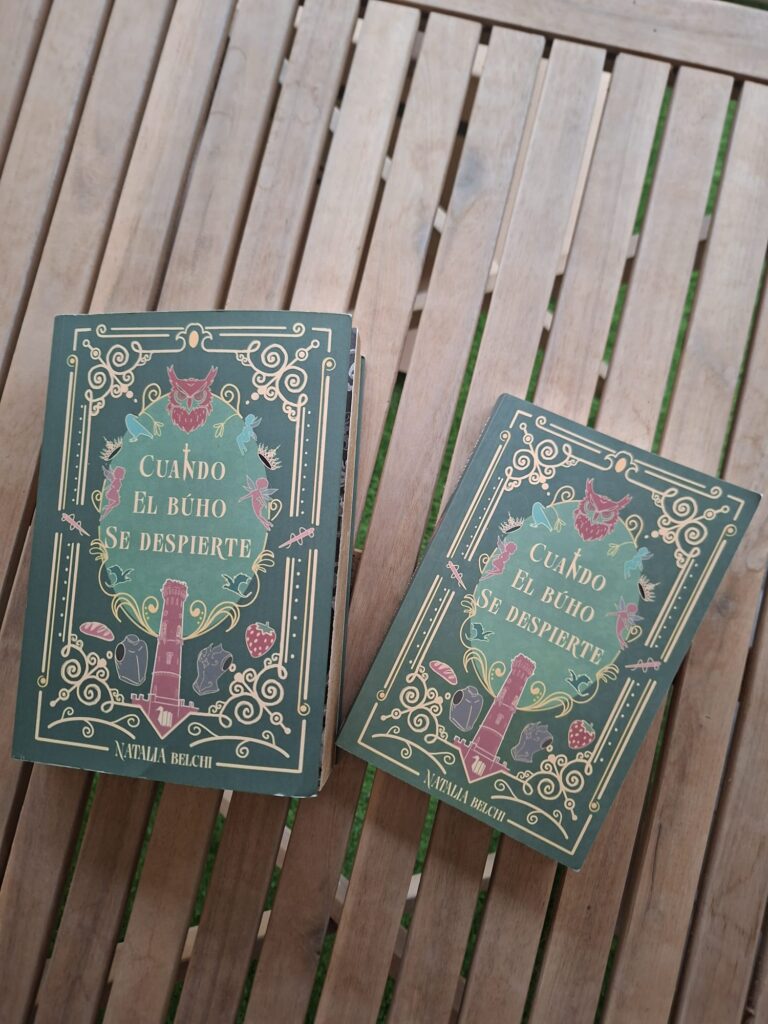 CUANDO
EL BÚHO
SE DESPIERTE
NATALIA BELCHI
CUANDO
EL BÚHO
SE DESPIERTE
NATALIA BELCHI